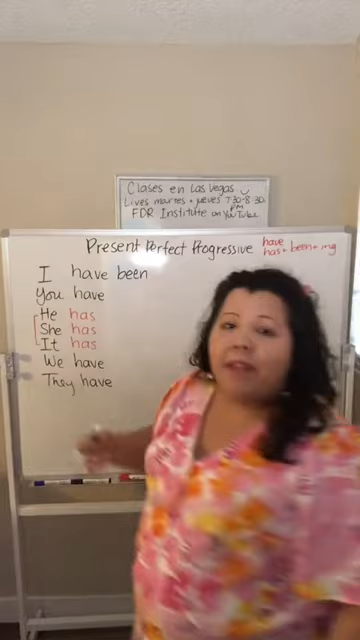 Clases en Las Vegas
Lives martes + jueves 7:30-8:30
PM
FDR Institute on YouTube
Present Perfect Progressive
have
has + been + ing
I have been
You have
He has
She has
It has
We have
They have